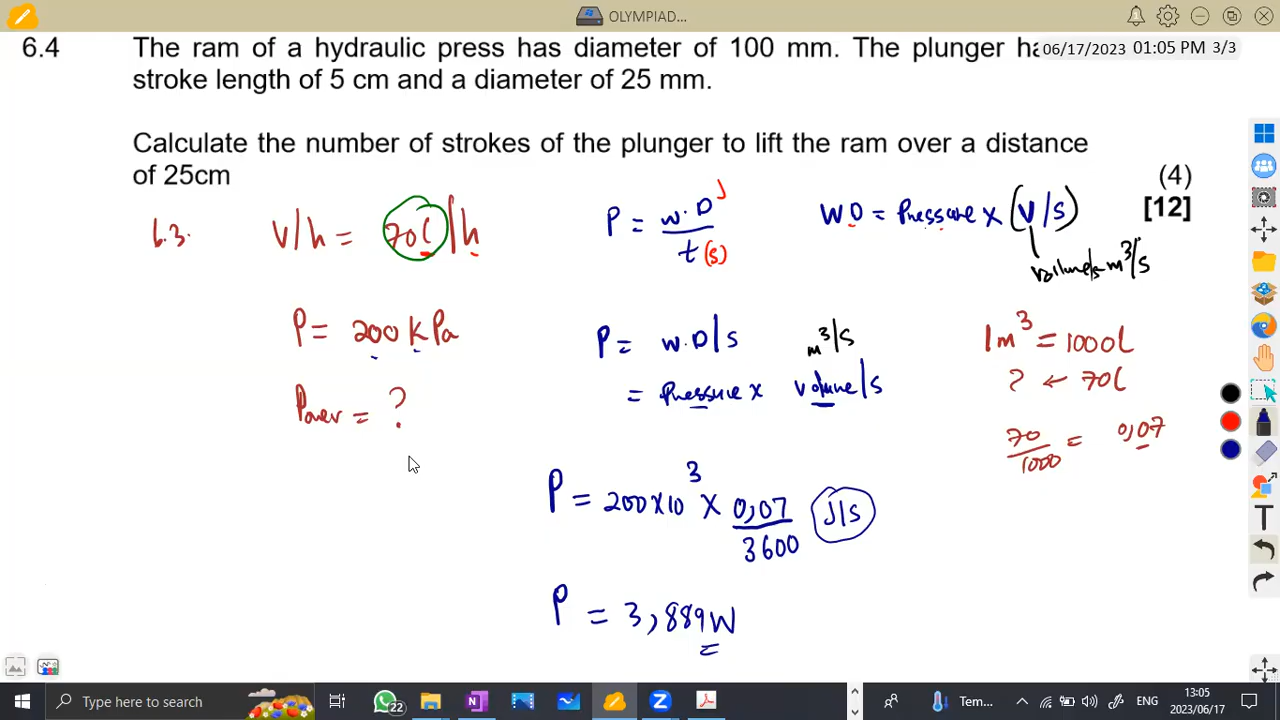 OLYMPIAD...
06/17/2023 01:05 PM 3/3
6.4 The ram of a hydraulic press has diameter of 100 mm. The plunger ha
stroke length of 5 cm and a diameter of 25 mm.
Calculate the number of strokes of the plunger to lift the ram over a distance
of 25cm
(4)
[12]
6.3. V/h = 70l/h
P = 200kPa
Power = ?
P = W.D J
t (s)
P = W.D/s
m³/s
= Pressure x volume/s
P = 200x10³ x 0,07 J/s
3600
P = 3,889W
WD = Pressure x (V/s)
m³/s
1m³ = 1000l
? ← 70l
70 = 0,07
1000
T
22
Type here to search
Tem...
ENG
13:05
2023/06/17